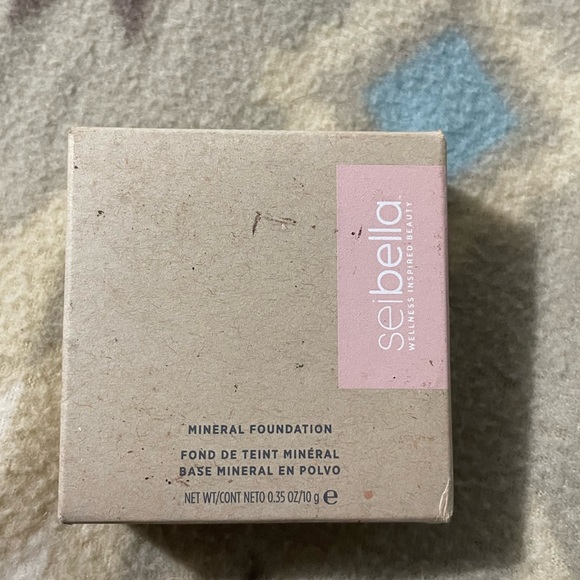 seibella™
WELLNESS INSPIRED BEAUTY
MINERAL FOUNDATION
FOND DE TEINT MINÉRAL
BASE MINERAL EN POLVO
NET WT/CONT NETO 0.35 OZ/10 g ℮